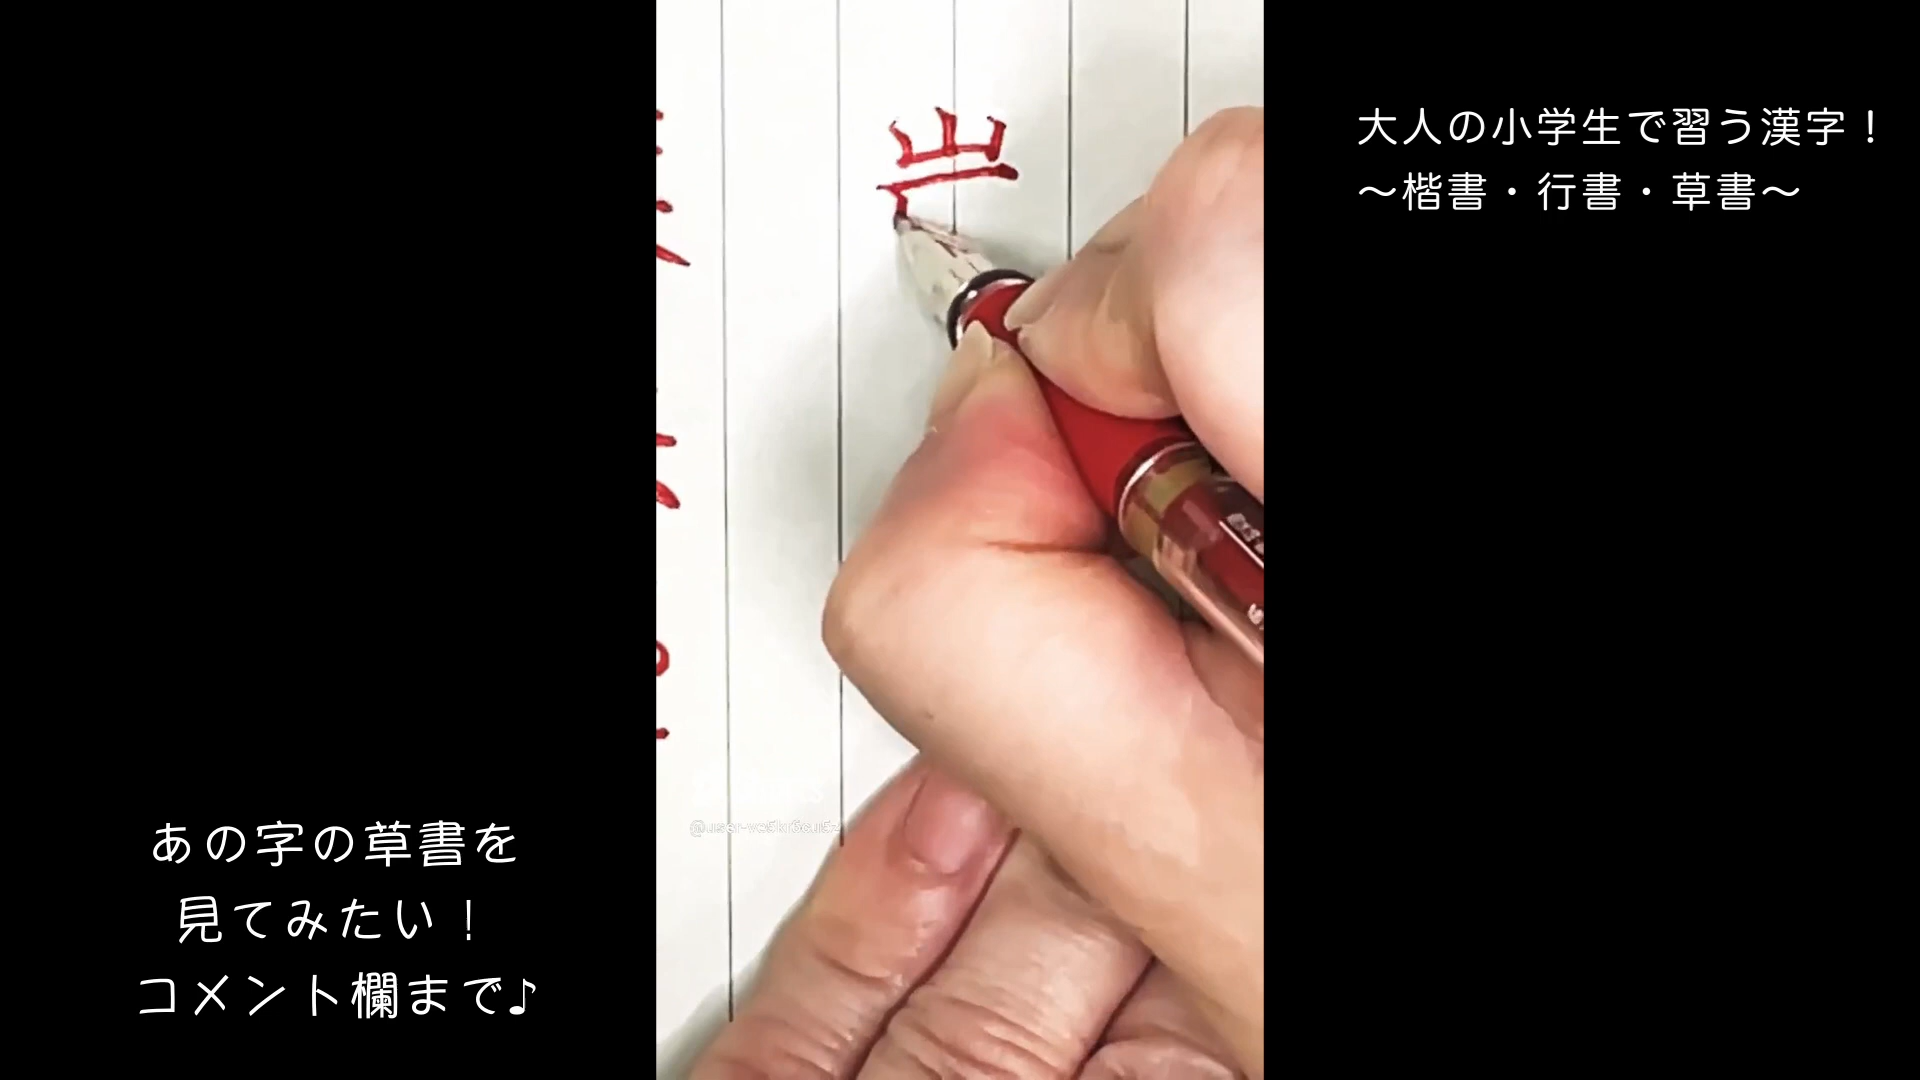 大人の小学生で習う漢字！
～楷書・行書・草書～
あの字の草書を
見てみたい！
コメント欄まで♪